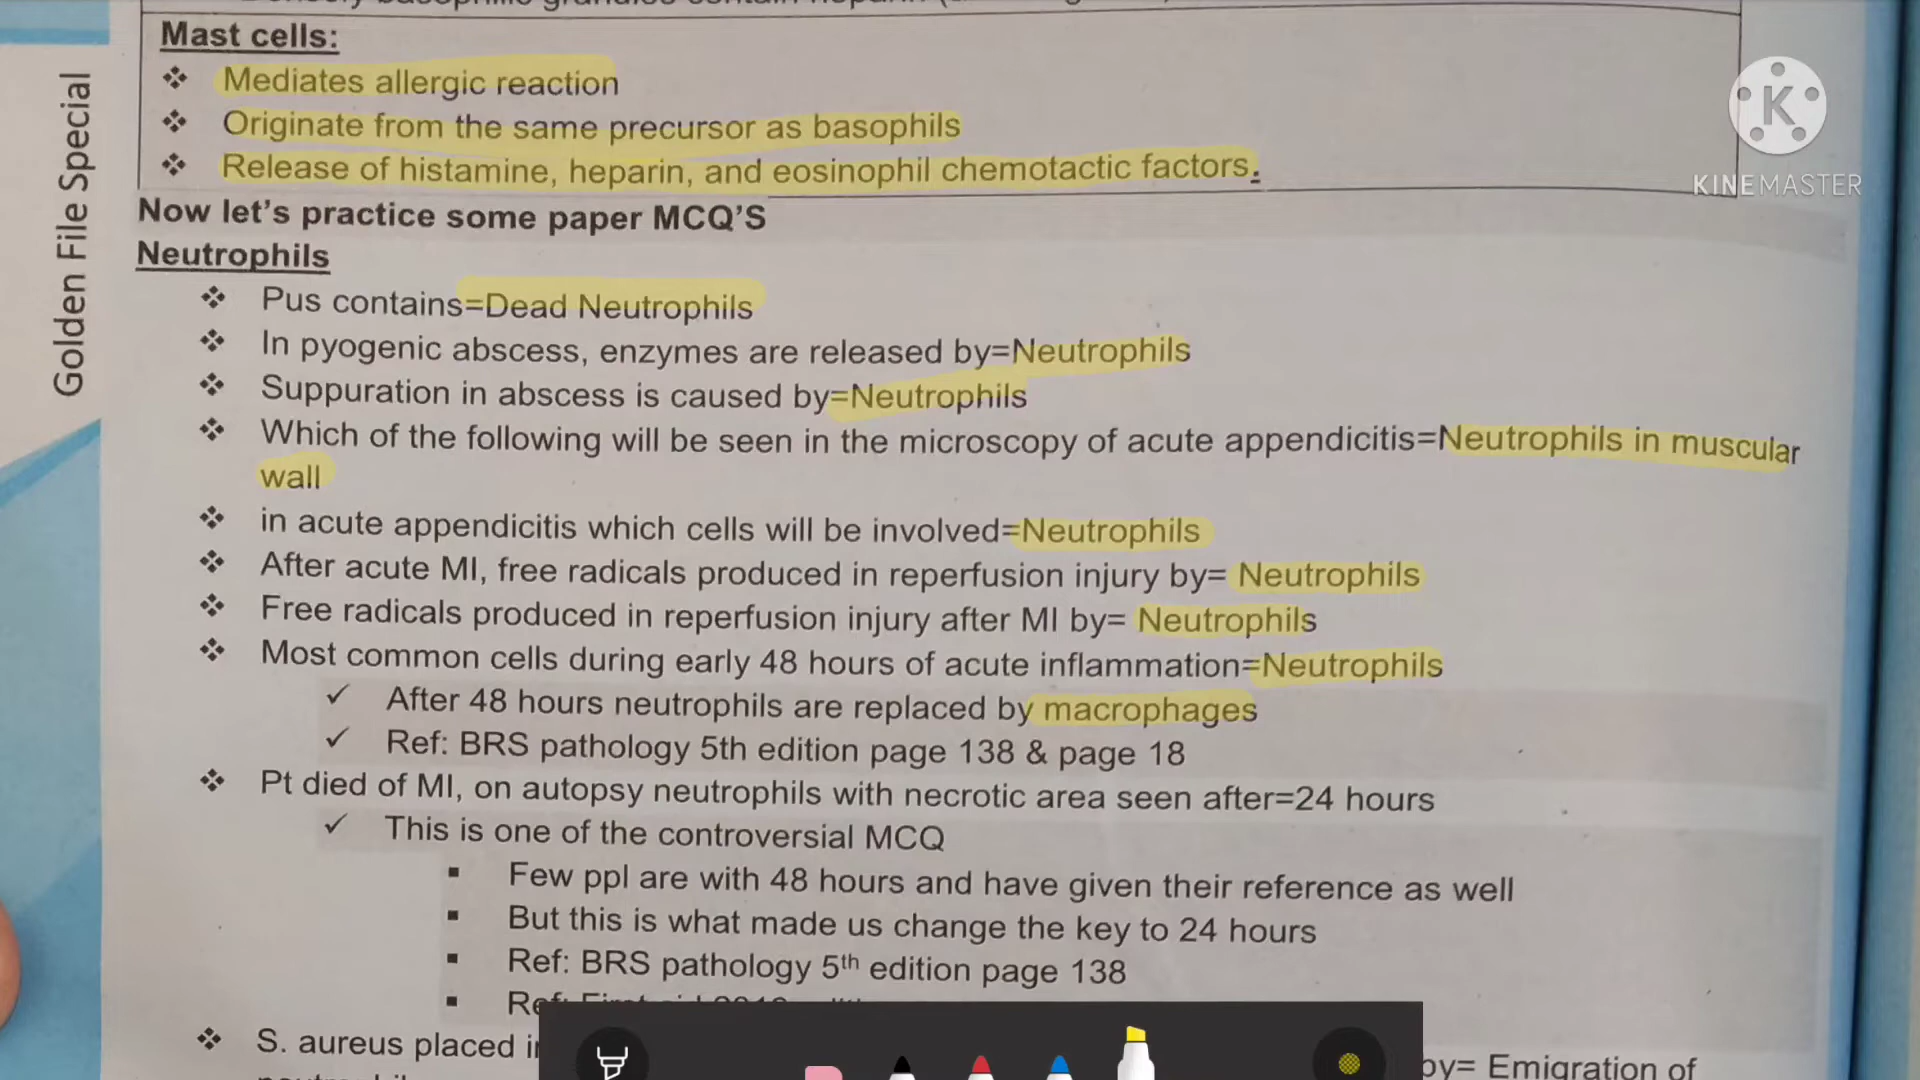 Mast cells:
❖ Mediates allergic reaction
❖ Originate from the same precursor as basophils
❖ Release of histamine, heparin, and eosinophil chemotactic factors.
Now let's practice some paper MCQ'S
Neutrophils
❖ Pus contains=Dead Neutrophils
❖ In pyogenic abscess, enzymes are released by=Neutrophils
❖ Suppuration in abscess is caused by=Neutrophils
❖ Which of the following will be seen in the microscopy of acute appendicitis=Neutrophils in muscular
wall
❖ in acute appendicitis which cells will be involved=Neutrophils
❖ After acute MI, free radicals produced in reperfusion injury by= Neutrophils
❖ Free radicals produced in reperfusion injury after MI by= Neutrophils
❖ Most common cells during early 48 hours of acute inflammation=Neutrophils
✓ After 48 hours neutrophils are replaced by macrophages
✓ Ref: BRS pathology 5th edition page 138 & page 18
❖ Pt died of MI, on autopsy neutrophils with necrotic area seen after=24 hours
✓ This is one of the controversial MCQ
▪ Few ppl are with 48 hours and have given their reference as well
▪ But this is what made us change the key to 24 hours
▪ Ref: BRS pathology 5th edition page 138
❖ S. aureus placed by= Emigration of
Golden File Special
K
KINEMASTER